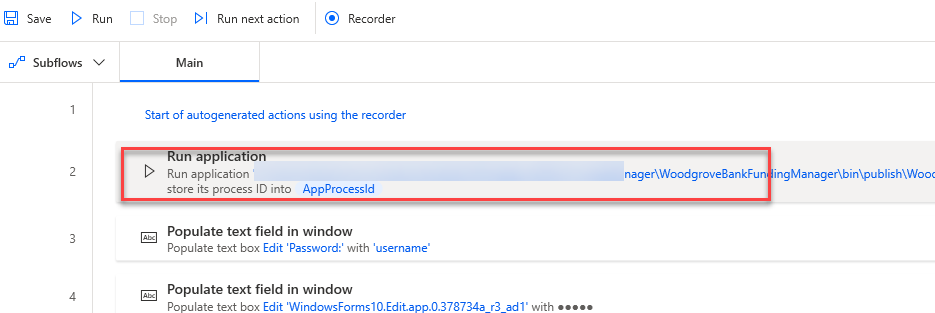 Save Run Stop Run next action Recorder
Subflows Main
1 Start of autogenerated actions using the recorder
2 Run application
Run application ' nager\WoodgroveBankFundingManager\bin\publish\Wood
store its process ID into AppProcessId
3 Populate text field in window
Abc Populate text box Edit 'Password:' with 'username'
4 Populate text field in window
Abc Populate text box Edit 'WindowsForms10.Edit.app.0.378734a_r3_ad1' with ●●●●●